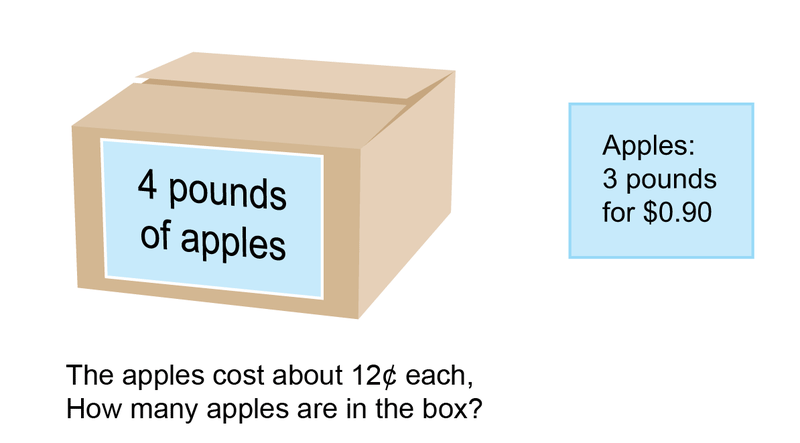 4 pounds
of apples
Apples:
3 pounds
for $0.90
The apples cost about 12¢ each,
How many apples are in the box?